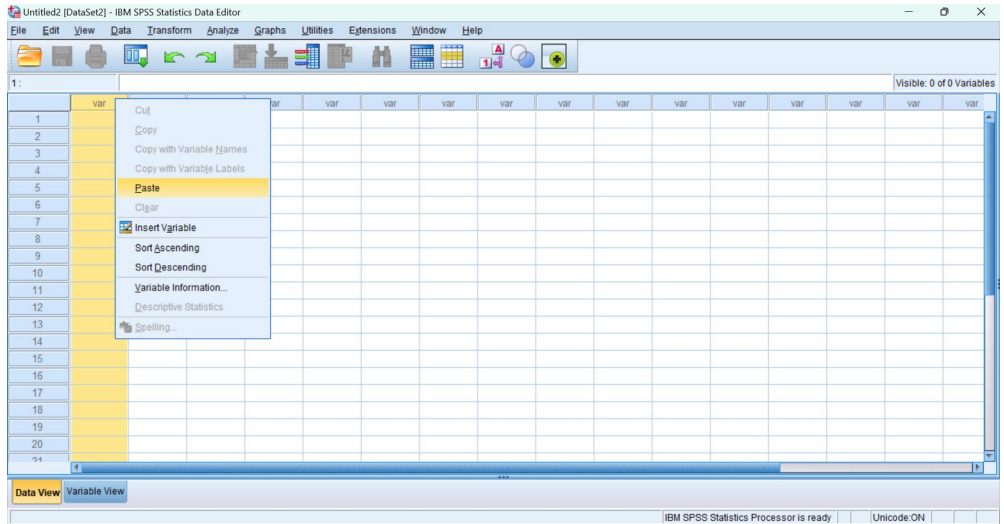 Untitled2 [DataSet2] - IBM SPSS Statistics Data Editor
File Edit View Data Transform Analyze Graphs Utilities Extensions Window Help
A
1
1 :
Visible: 0 of 0 Variables
var var var var var var var var var var var var var var
1
2
3
4
5
6
7
8
9
10
11
12
13
14
15
16
17
18
19
20
21
Cut
Copy
Copy with Variable Names
Copy with Variable Labels
Paste
Clear
Insert Variable
Sort Ascending
Sort Descending
Variable Information...
Descriptive Statistics
Spelling...
Data View Variable View
IBM SPSS Statistics Processor is ready Unicode:ON